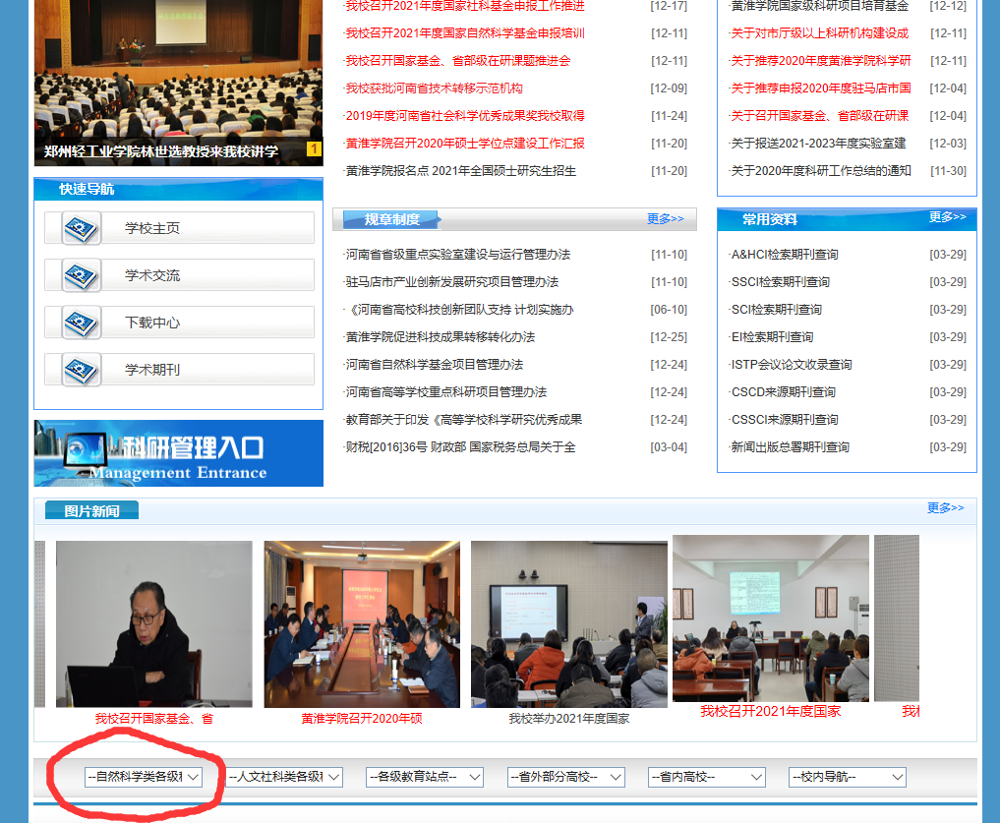 ·我校召开2021年度国家社科基金申报工作推进 [12-17]
·我校召开2021年度国家自然科学基金申报培训 [12-11]
·我校召开国家基金、省部级在研课题推进会 [12-11]
·我校获批河南省技术转移示范机构 [12-09]
·2019年度河南省社会科学优秀成果奖我校取得 [11-24]
·黄淮学院召开2020年硕士学位点建设工作汇报 [11-20]
·黄淮学院报名点 2021年全国硕士研究生招生 [11-20]
·黄淮学院国家级科研项目培育基金 [12-12]
·关于对市厅级以上科研机构建设成 [12-11]
·关于推荐2020年度黄淮学院科学研 [12-11]
·关于推荐申报2020年度驻马店市国 [12-04]
·关于召开国家基金、省部级在研课 [12-04]
·关于报送2021-2023年度实验室建 [12-03]
·关于2020年度科研工作总结的通知 [11-30]
郑州轻工业学院林世选教授来我校讲学 1
快速导航
学校主页
学术交流
下载中心
学术期刊
科研管理入口
Management Entrance
规章制度 更多>>
·河南省省级重点实验室建设与运行管理办法 [11-10]
·驻马店市产业创新发展研究项目管理办法 [11-10]
·《河南省高校科技创新团队支持 计划实施办 [06-10]
·黄淮学院促进科技成果转移转化办法 [12-25]
·河南省自然科学基金项目管理办法 [12-24]
·河南省高等学校重点科研项目管理办法 [12-24]
·教育部关于印发《高等学校科学研究优秀成果 [12-24]
·财税[2016]36号 财政部 国家税务总局关于全 [03-04]
常用资料 更多>>
·A&HCI检索期刊查询 [03-29]
·SSCI检索期刊查询 [03-29]
·SCI检索期刊查询 [03-29]
·EI检索期刊查询 [03-29]
·ISTP会议论文收录查询 [03-29]
·CSCD来源期刊查询 [03-29]
·CSSCI来源期刊查询 [03-29]
·新闻出版总署期刊查询 [03-29]
图片新闻 更多>>
我校召开国家基金、省
黄淮学院召开2020年硕
我校举办2021年度国家
我校召开2021年度国家
我
--自然科学类各级
--人文社科类各级
--各级教育站点--
--省外部分高校--
--省内高校--
--校内导航--